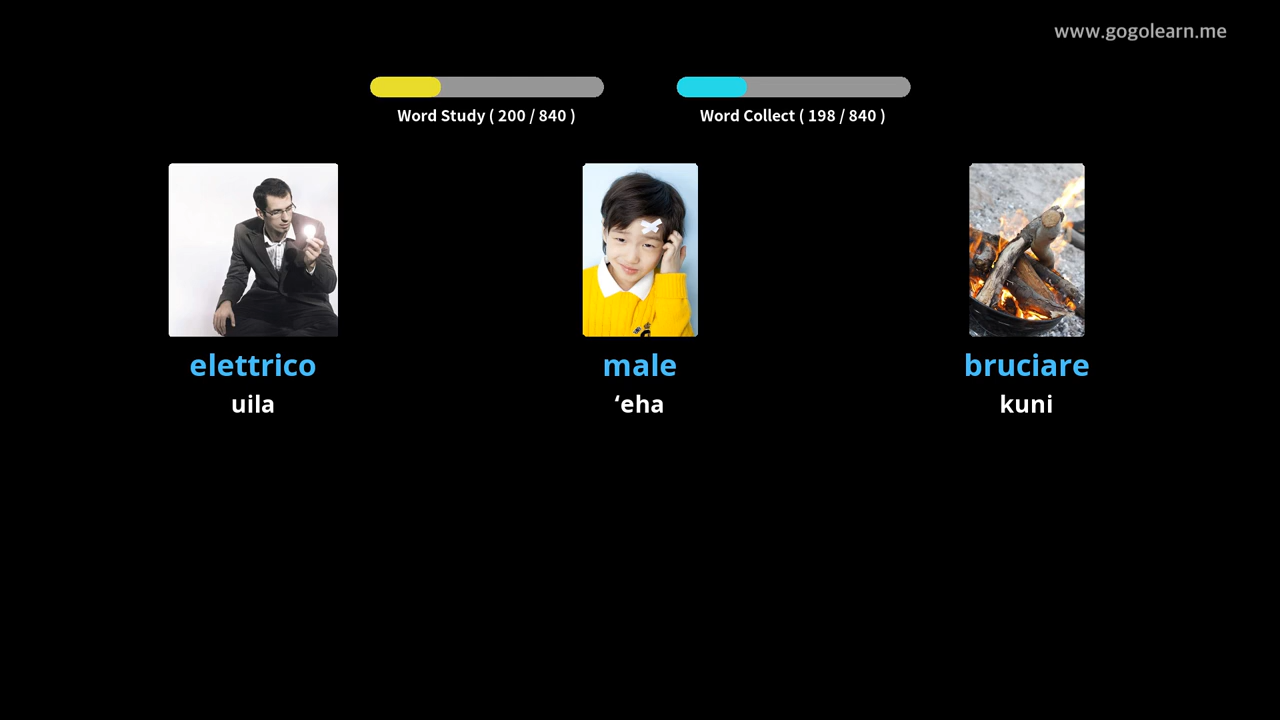 www.gogolearn.me
Word Study ( 200 / 840 )
Word Collect ( 198 / 840 )
elettrico
male
bruciare
uila
ʻeha
kuni